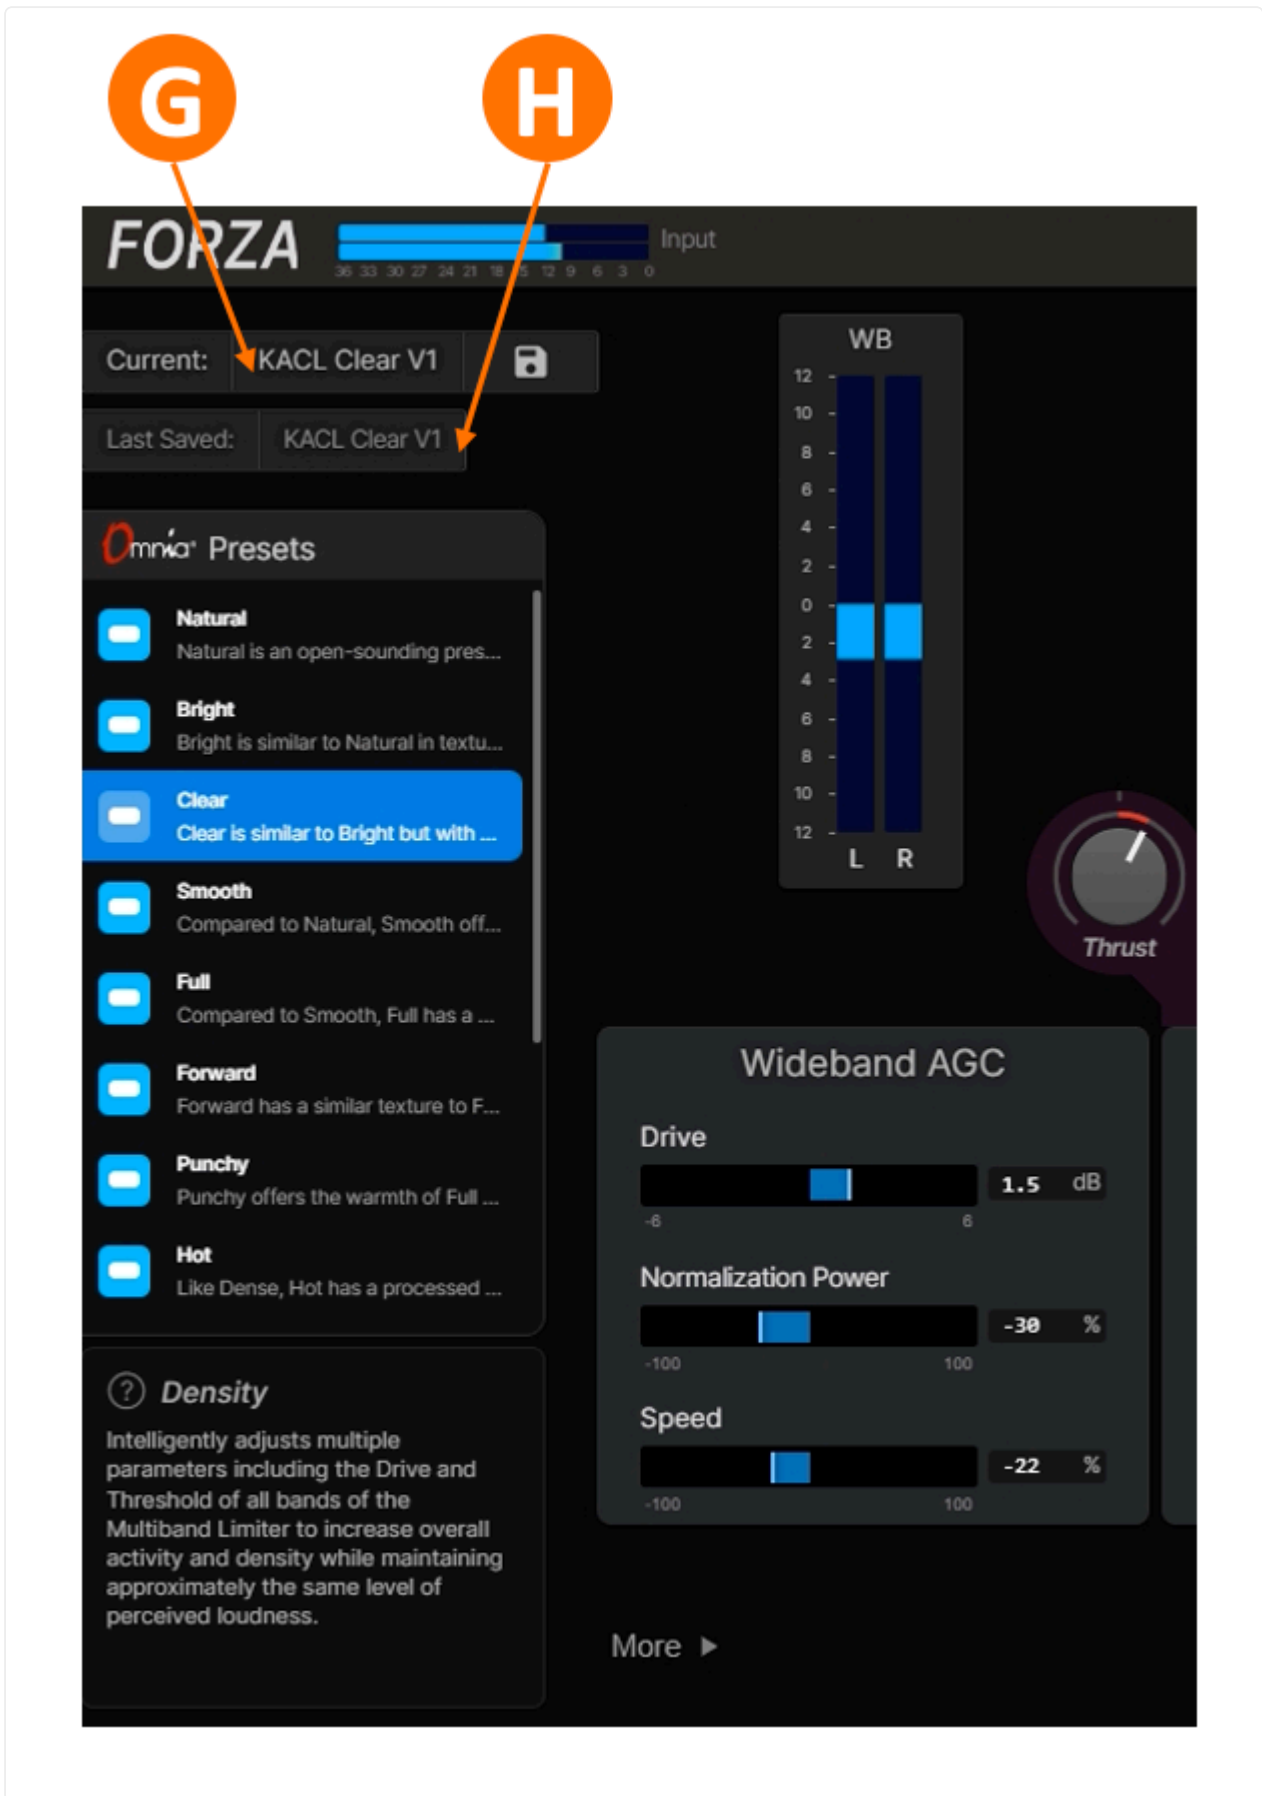 G
H
FORZA
Input
36 33 30 27 24 21 18 15 12 9 6 3 0
Current: KACL Clear V1
Last Saved: KACL Clear V1
Omnia® Presets
Natural
Natural is an open-sounding pres...
Bright
Bright is similar to Natural in textu...
Clear
Clear is similar to Bright but with ...
Smooth
Compared to Natural, Smooth off...
Full
Compared to Smooth, Full has a ...
Forward
Forward has a similar texture to F...
Punchy
Punchy offers the warmth of Full ...
Hot
Like Dense, Hot has a processed ...
? Density
Intelligently adjusts multiple
parameters including the Drive and
Threshold of all bands of the
Multiband Limiter to increase overall
activity and density while maintaining
approximately the same level of
perceived loudness.
WB
12
10
8
6
4
2
0
2
4
6
8
10
12
L R
Thrust
Wideband AGC
Drive
1.5 dB
-6 6
Normalization Power
-30 %
-100 100
Speed
-22 %
-100 100
More